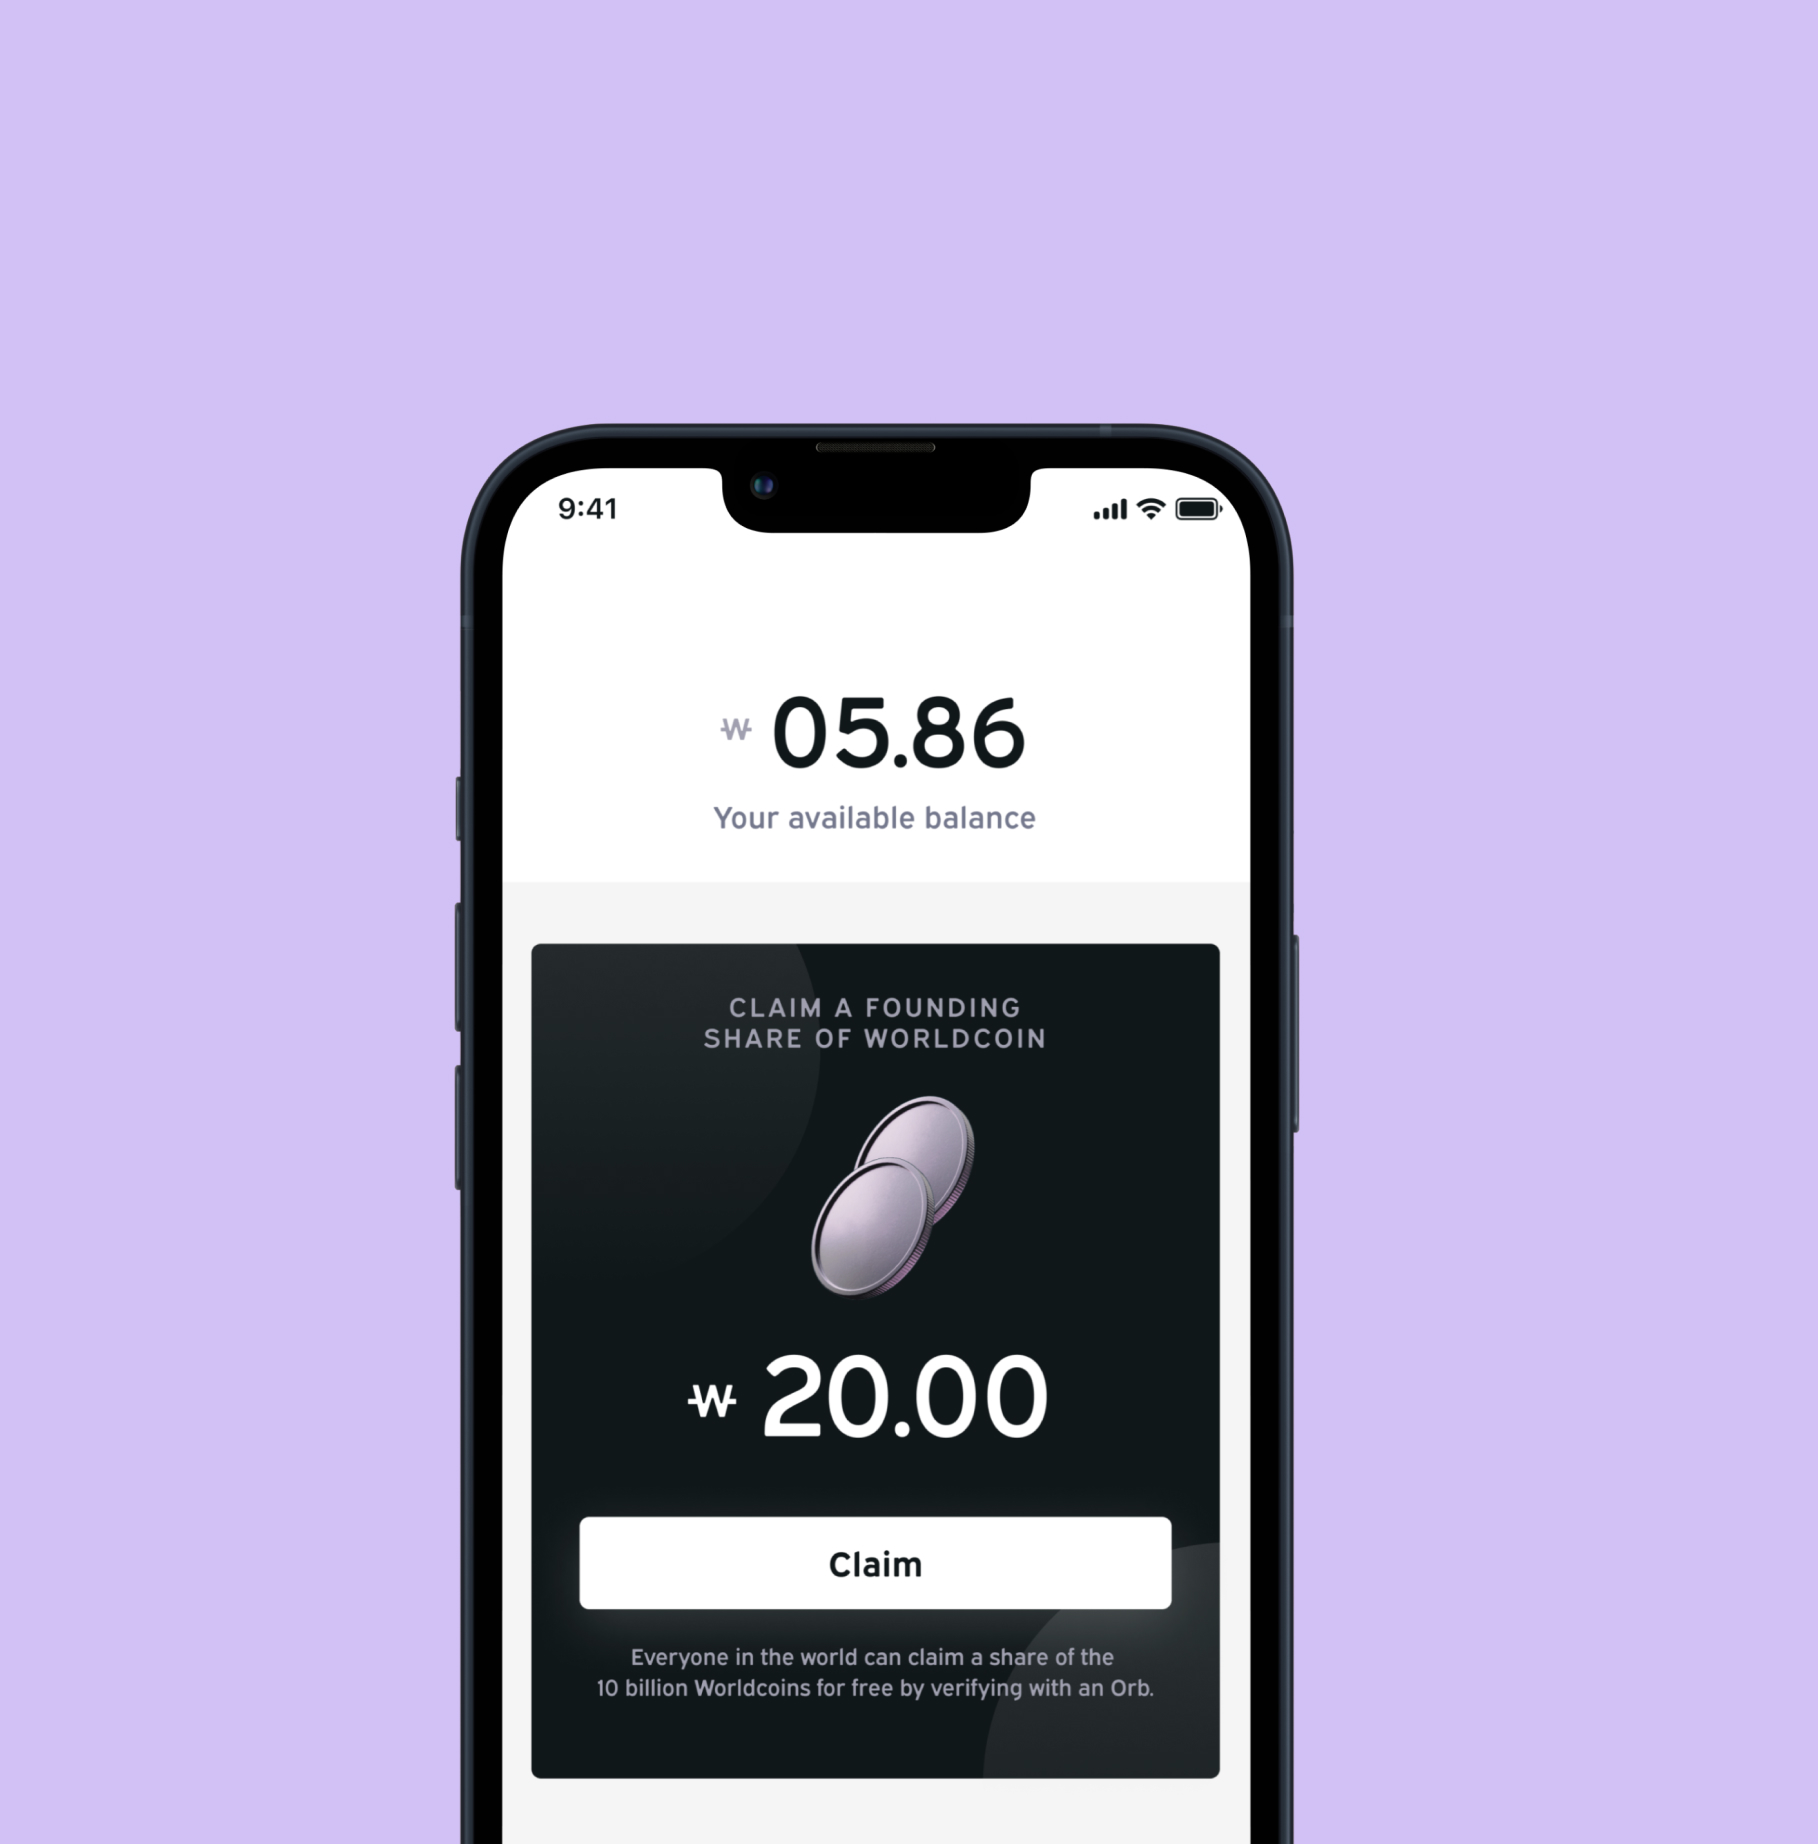 9:41
₩ 05.86
Your available balance
CLAIM A FOUNDING
SHARE OF WORLDCOIN
₩ 20.00
Claim
Everyone in the world can claim a share of the
10 billion Worldcoins for free by verifying with an Orb.